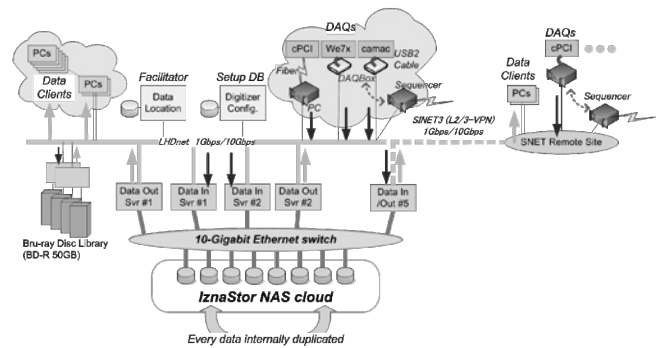 DAQs
cPCI We7x camac
USB2
Cable
PCs
Data
Clients
PCs
Facilitator
Data
Location
Setup DB
Digitizer
Config.
Fiber
DAQBox
PC
Sequencer
SINET3 (L2/3-VPN)
1Gbps/10Gbps
DAQs
cPCI
Data
Clients
PCs
Sequencer
SNET Remote Site
LHDnet 1Gbps/10Gbps
Data Out
Svr #1
Data In
Svr #1
Data In
Svr #2
Data Out
Svr #2
Data In
/Out #5
Bru-ray Disc Library
(BD-R 50GB)
10-Gigabit Ethernet switch
IznaStor NAS cloud
Every data internally duplicated